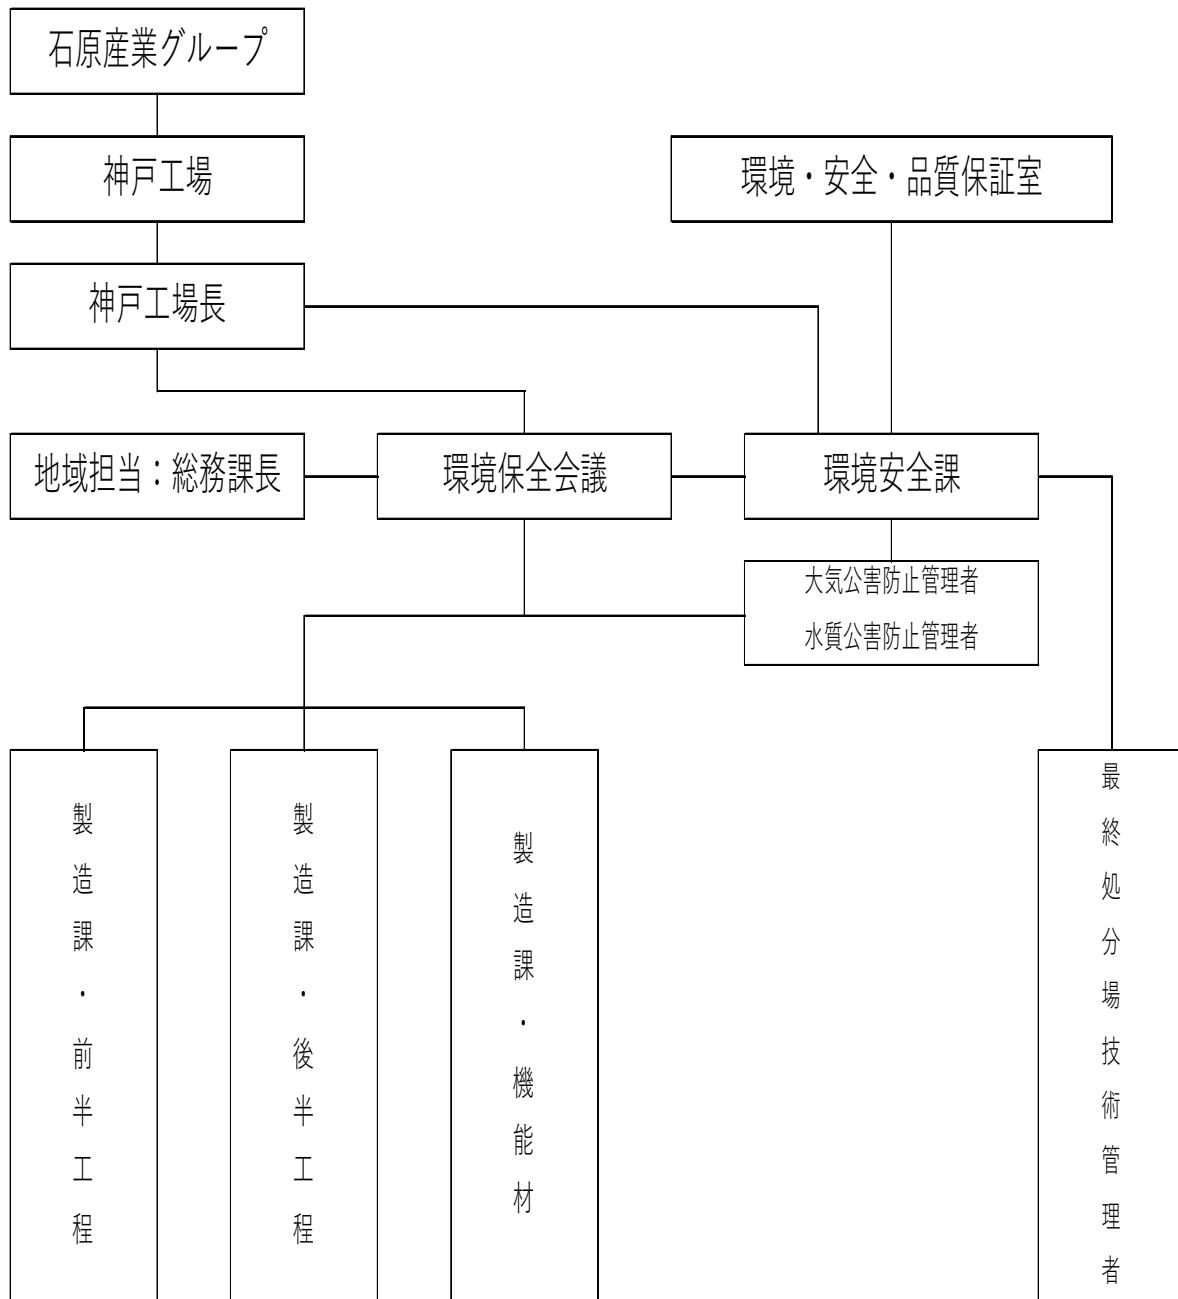 石原産業グループ
神戸工場
環境・安全・品質保証室
神戸工場長
地域担当：総務課長
環境保全会議
環境安全課
大気公害防止管理者
水質公害防止管理者
製造課・前半工程
製造課・後半工程
製造課・機能材
最終処分場技術管理者